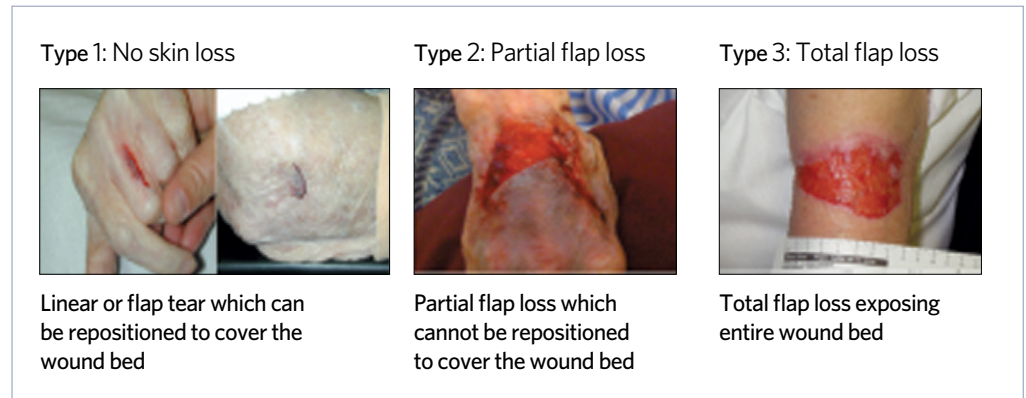 Type 1: No skin loss
Linear or flap tear which can
be repositioned to cover the
wound bed
Type 2: Partial flap loss
Partial flap loss which
cannot be repositioned
to cover the wound bed
Type 3: Total flap loss
Total flap loss exposing
entire wound bed